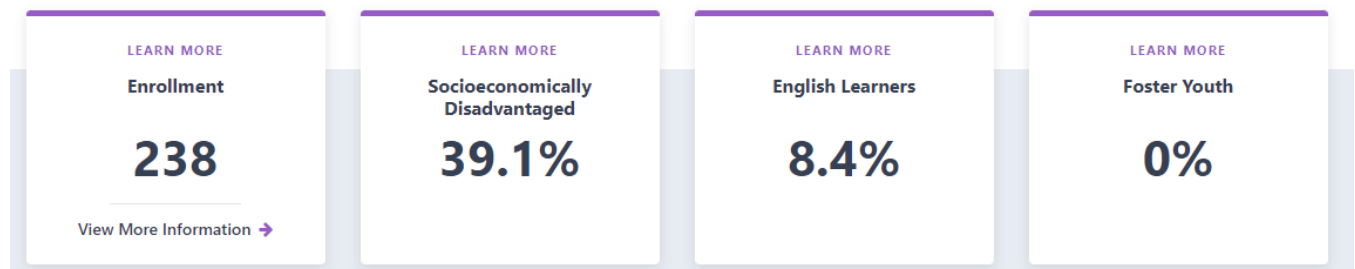 LEARN MORE
Enrollment
238
View More Information
LEARN MORE
Socioeconomically
Disadvantaged
39.1%
LEARN MORE
English Learners
8.4%
LEARN MORE
Foster Youth
0%